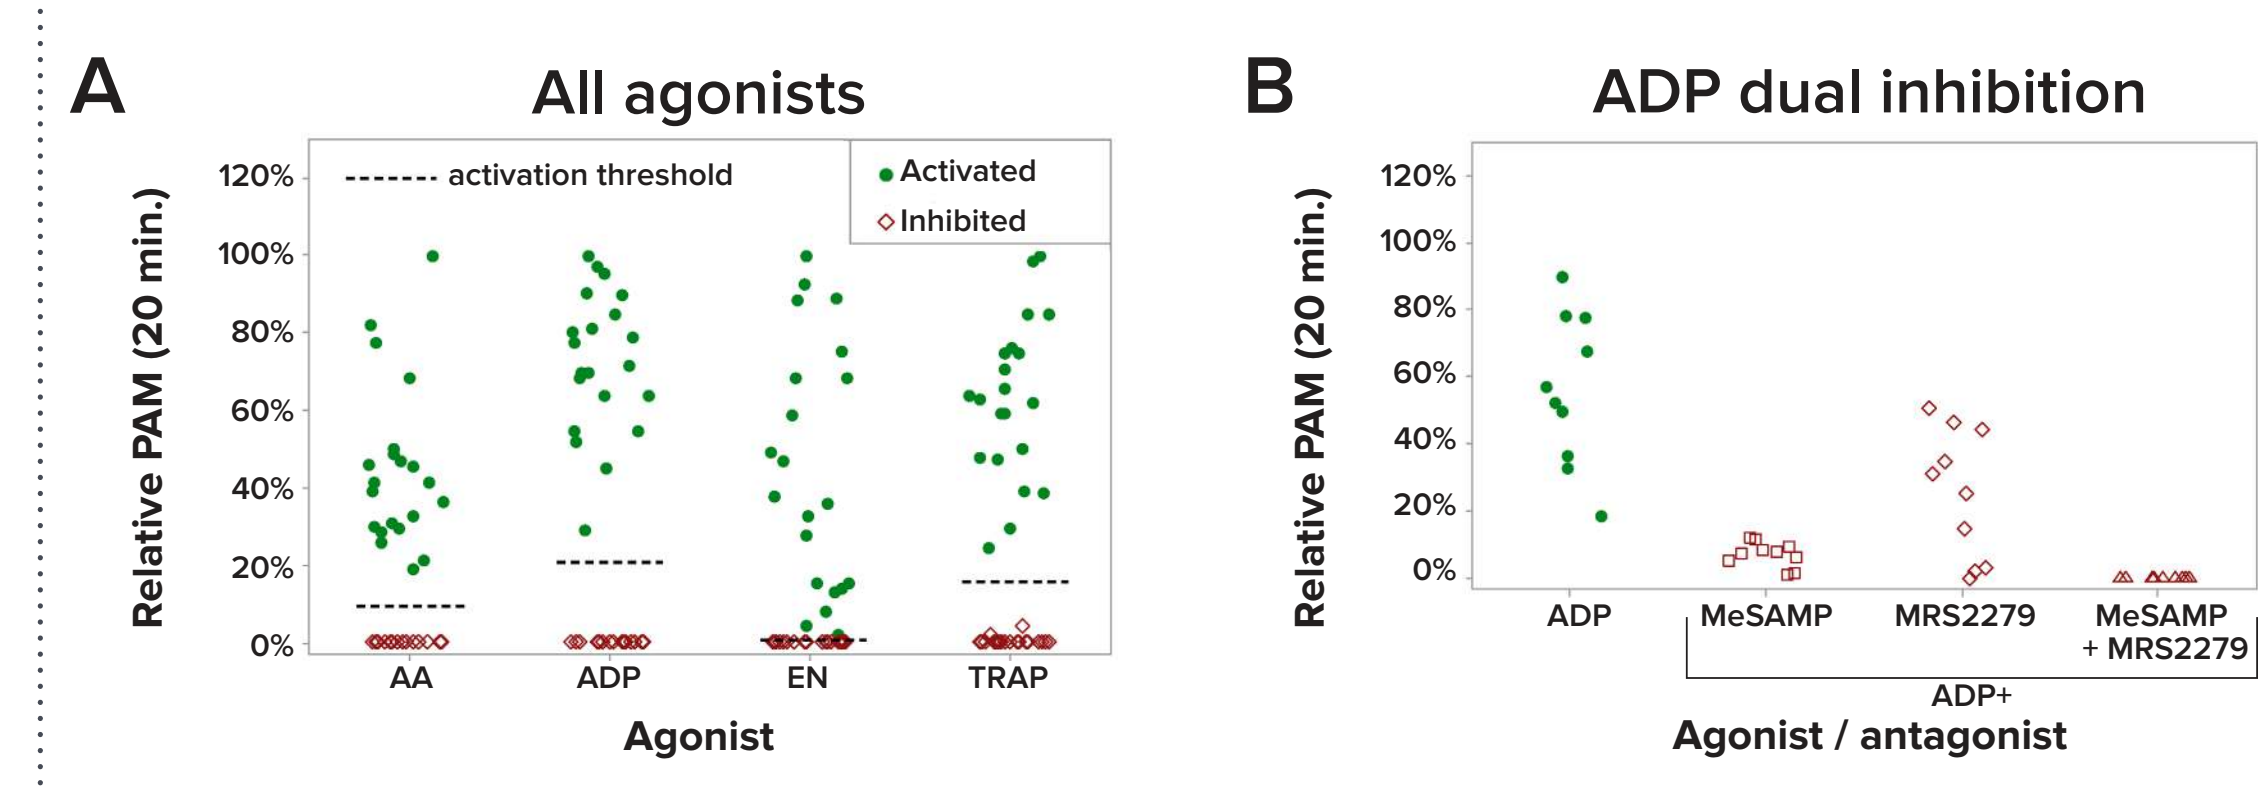 A
All agonists
Relative PAM (20 min.)
120%
100%
80%
60%
40%
20%
0%
activation threshold
Activated
Inhibited
AA
ADP
EN
TRAP
Agonist
B
ADP dual inhibition
Relative PAM (20 min.)
120%
100%
80%
60%
40%
20%
0%
ADP
MeSAMP
MRS2279
MeSAMP
+ MRS2279
ADP+
Agonist / antagonist